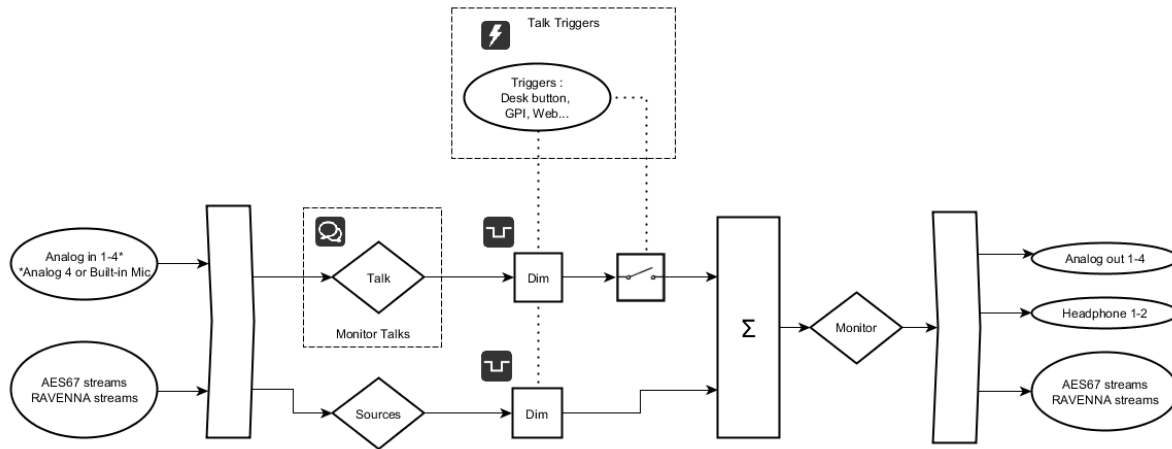 Talk Triggers
Triggers :
Desk button,
GPI, Web...
Analog in 1-4*
*Analog 4 or Built-in Mic
Talk
Dim
Monitor Talks
Σ
Monitor
Analog out 1-4
Headphone 1-2
AES67 streams
RAVENNA streams
Sources
Dim
AES67 streams
RAVENNA streams